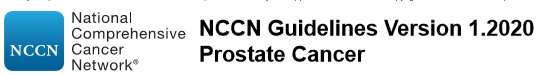 NCCN
National
Comprehensive
Cancer
Network®
NCCN Guidelines Version 1.2020
Prostate Cancer